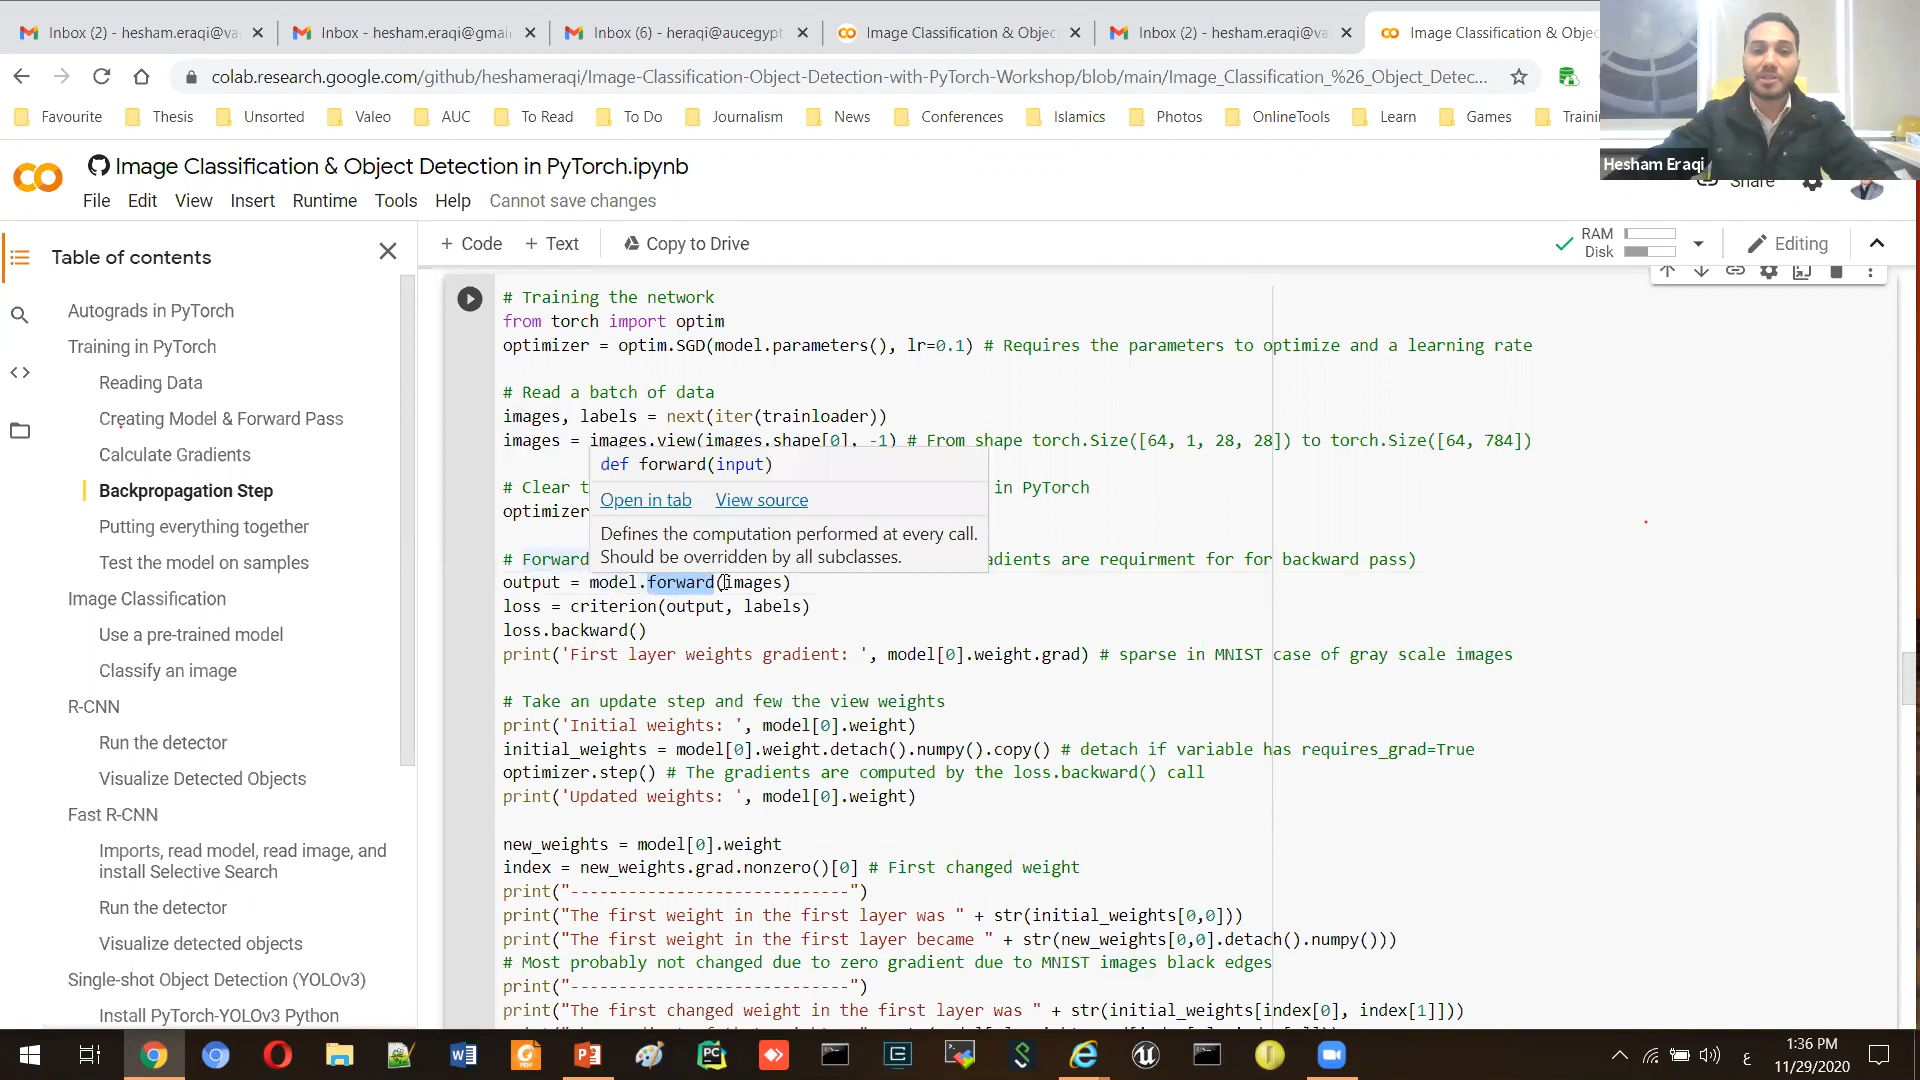 Inbox (2) - hesham.eraqi@va
Inbox - hesham.eraqi@gmai
Inbox (6) - heraqi@aucegypt
Image Classification & Objec
Inbox (2) - hesham.eraqi@va
Image Classification & Objec
colab.research.google.com/github/heshameraqi/Image-Classification-Object-Detection-with-PyTorch-Workshop/blob/main/Image_Classification_%26_Object_Detec...
Favourite Thesis Unsorted Valeo AUC To Read To Do Journalism News Conferences Islamics Photos OnlineTools Learn Games Traini
Hesham Eraqi
Image Classification & Object Detection in PyTorch.ipynb
File Edit View Insert Runtime Tools Help Cannot save changes
Share
+ Code + Text Copy to Drive
RAM
Disk
Editing
Table of contents
Autograds in PyTorch
Training in PyTorch
Reading Data
Creating Model & Forward Pass
Calculate Gradients
Backpropagation Step
Putting everything together
Test the model on samples
Image Classification
Use a pre-trained model
Classify an image
R-CNN
Run the detector
Visualize Detected Objects
Fast R-CNN
Imports, read model, read image, and
install Selective Search
Run the detector
Visualize detected objects
Single-shot Object Detection (YOLOv3)
Install PyTorch-YOLOv3 Python
# Training the network
from torch import optim
optimizer = optim.SGD(model.parameters(), lr=0.1) # Requires the parameters to optimize and a learning rate
# Read a batch of data
images, labels = next(iter(trainloader))
images = images.view(images.shape[0], -1) # From shape torch.Size([64, 1, 28, 28]) to torch.Size([64, 784])
def forward(input)
# Clear t in PyTorch
Open in tab View source
optimizer
Defines the computation performed at every call.
Should be overridden by all subclasses.
# Forward adients are requirment for for backward pass)
output = model.forward(images)
loss = criterion(output, labels)
loss.backward()
print('First layer weights gradient: ', model[0].weight.grad) # sparse in MNIST case of gray scale images
# Take an update step and few the view weights
print('Initial weights: ', model[0].weight)
initial_weights = model[0].weight.detach().numpy().copy() # detach if variable has requires_grad=True
optimizer.step() # The gradients are computed by the loss.backward() call
print('Updated weights: ', model[0].weight)
new_weights = model[0].weight
index = new_weights.grad.nonzero()[0] # First changed weight
print("-----------------------------")
print("The first weight in the first layer was " + str(initial_weights[0,0]))
print("The first weight in the first layer became " + str(new_weights[0,0].detach().numpy()))
# Most probably not changed due to zero gradient due to MNIST images black edges
print("-----------------------------")
print("The first changed weight in the first layer was " + str(initial_weights[index[0], index[1]]))
1:36 PM
11/29/2020
ع